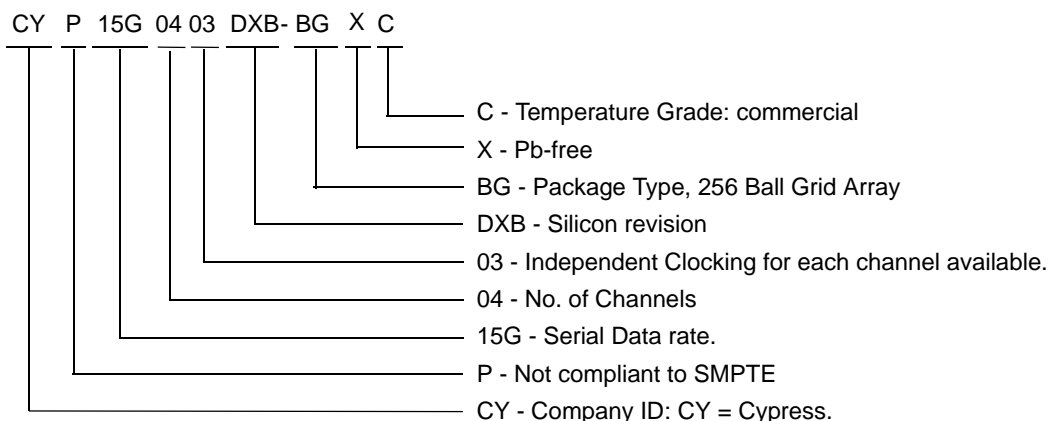 CY P 15G 04 03 DXB- BG X C
C - Temperature Grade: commercial
X - Pb-free
BG - Package Type, 256 Ball Grid Array
DXB - Silicon revision
03 - Independent Clocking for each channel available.
04 - No. of Channels
15G - Serial Data rate.
P - Not compliant to SMPTE
CY - Company ID: CY = Cypress.